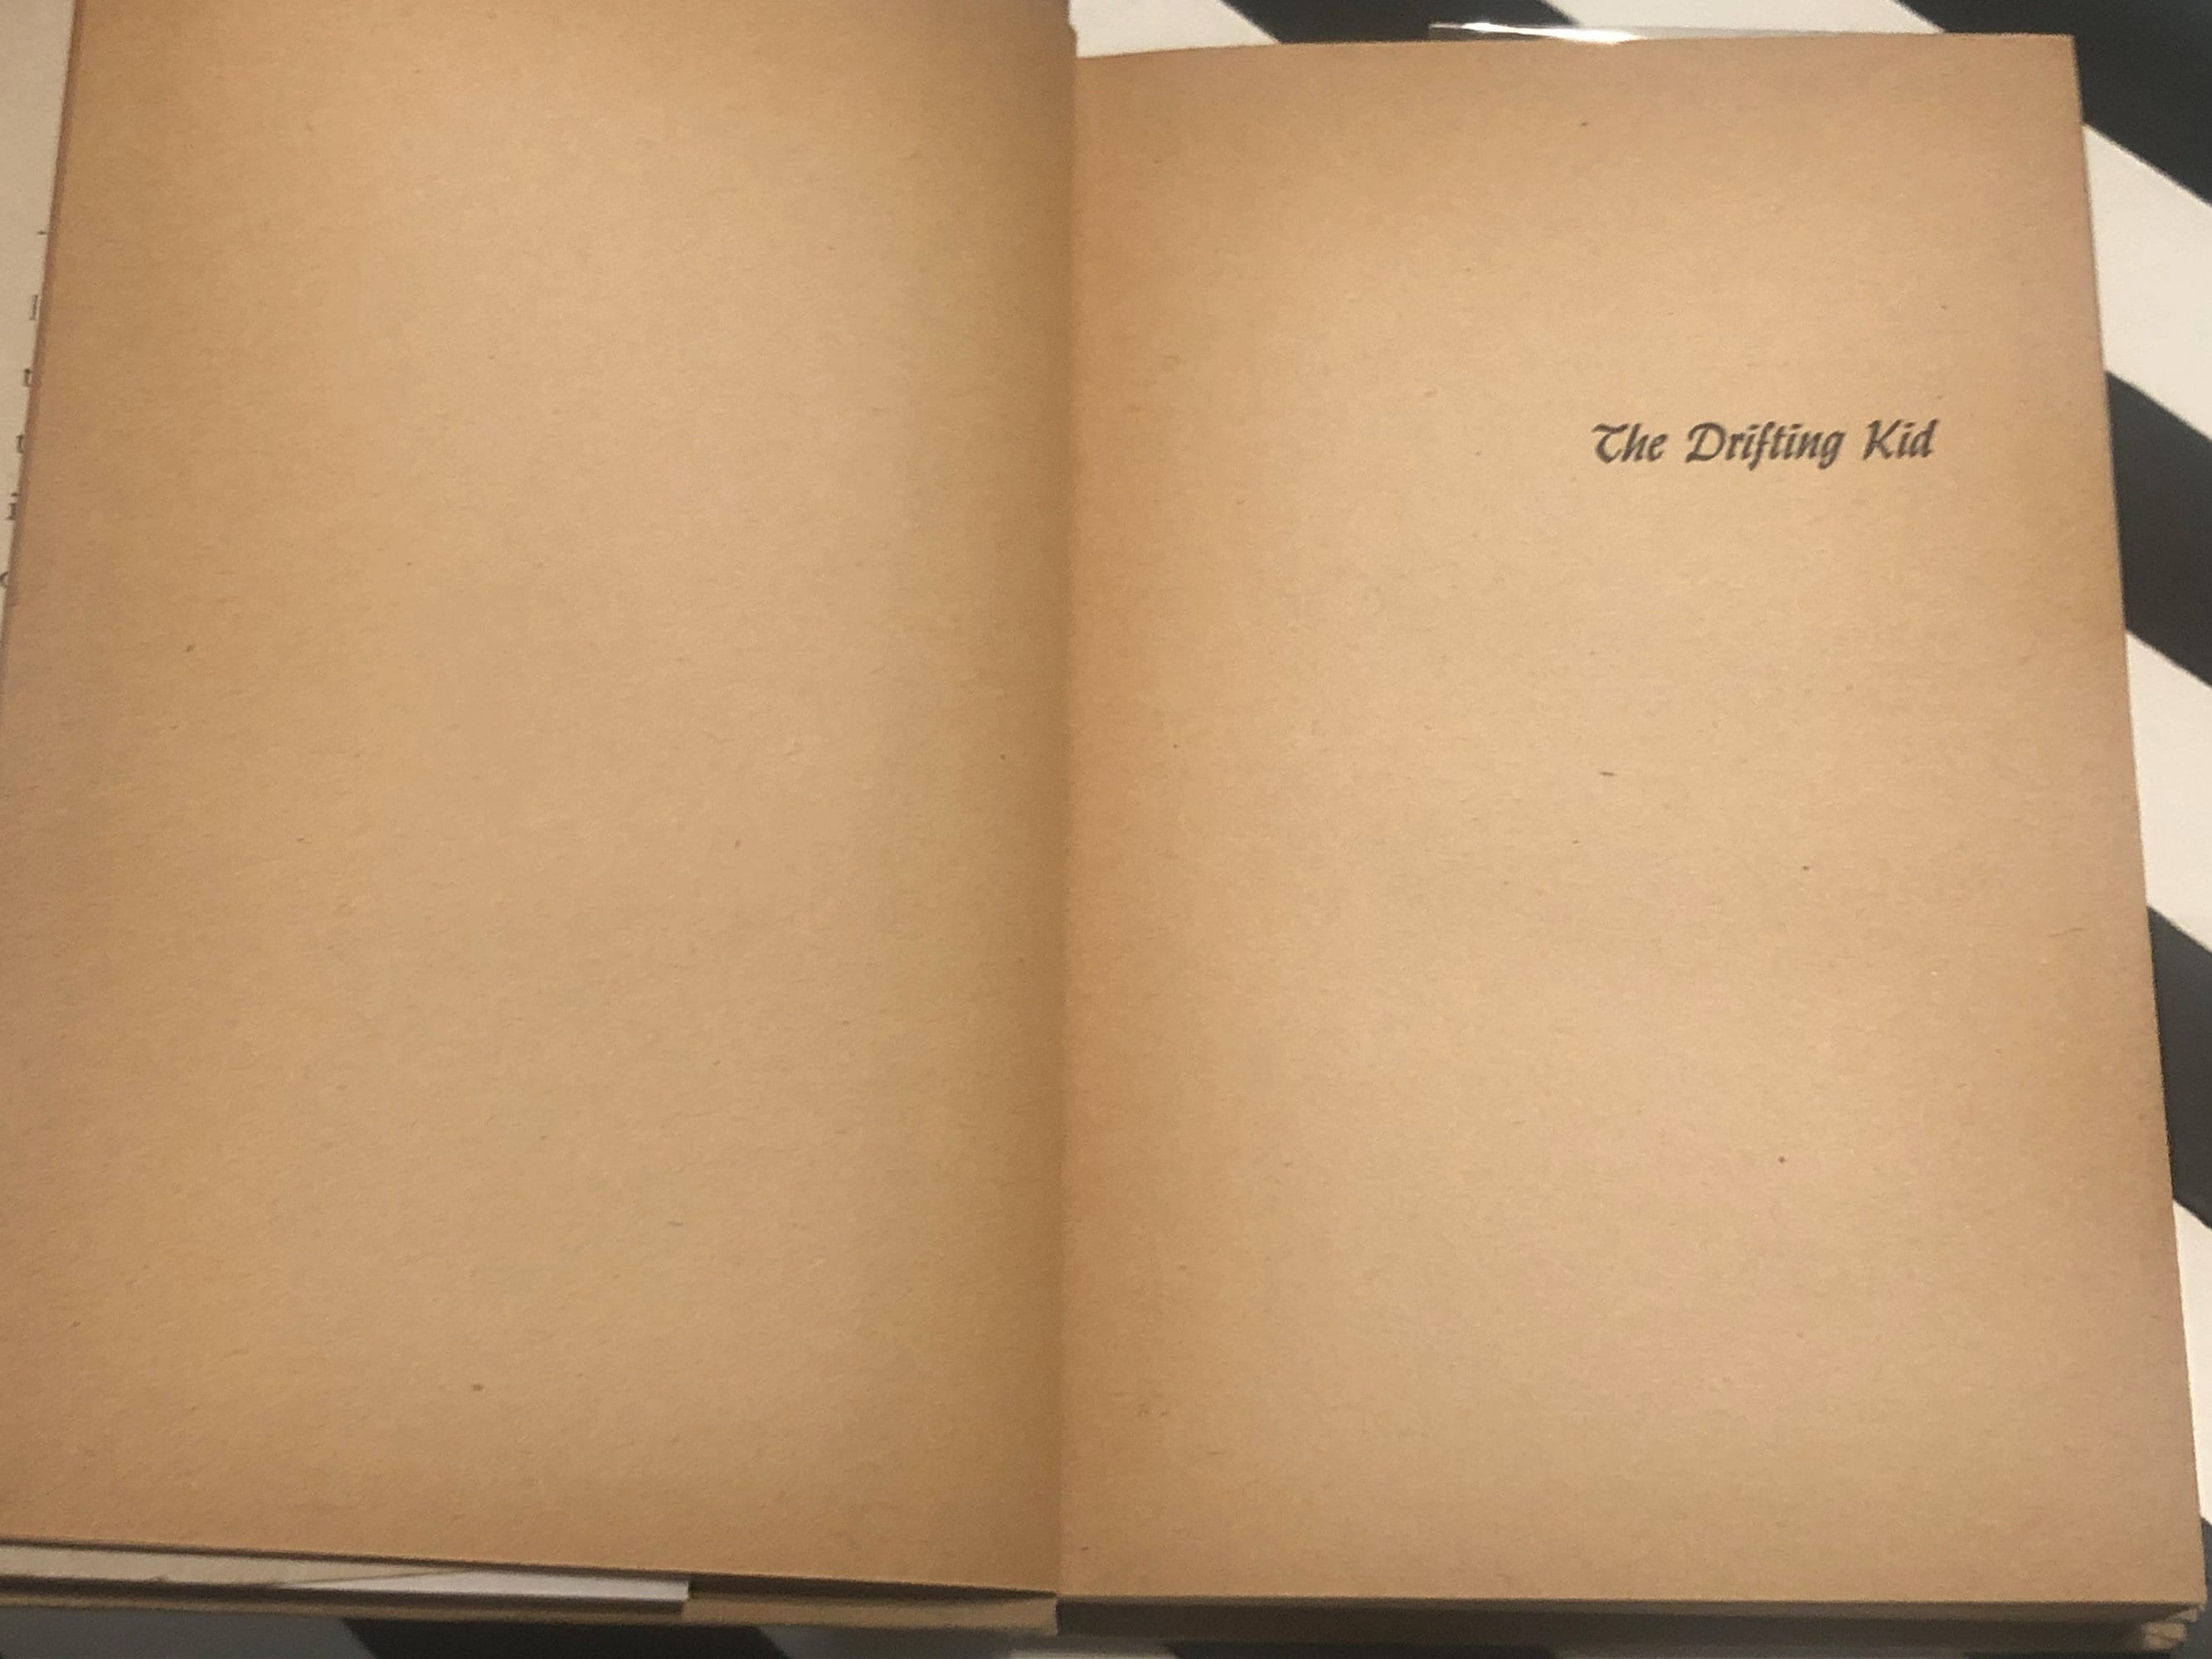 The Drifting Kid